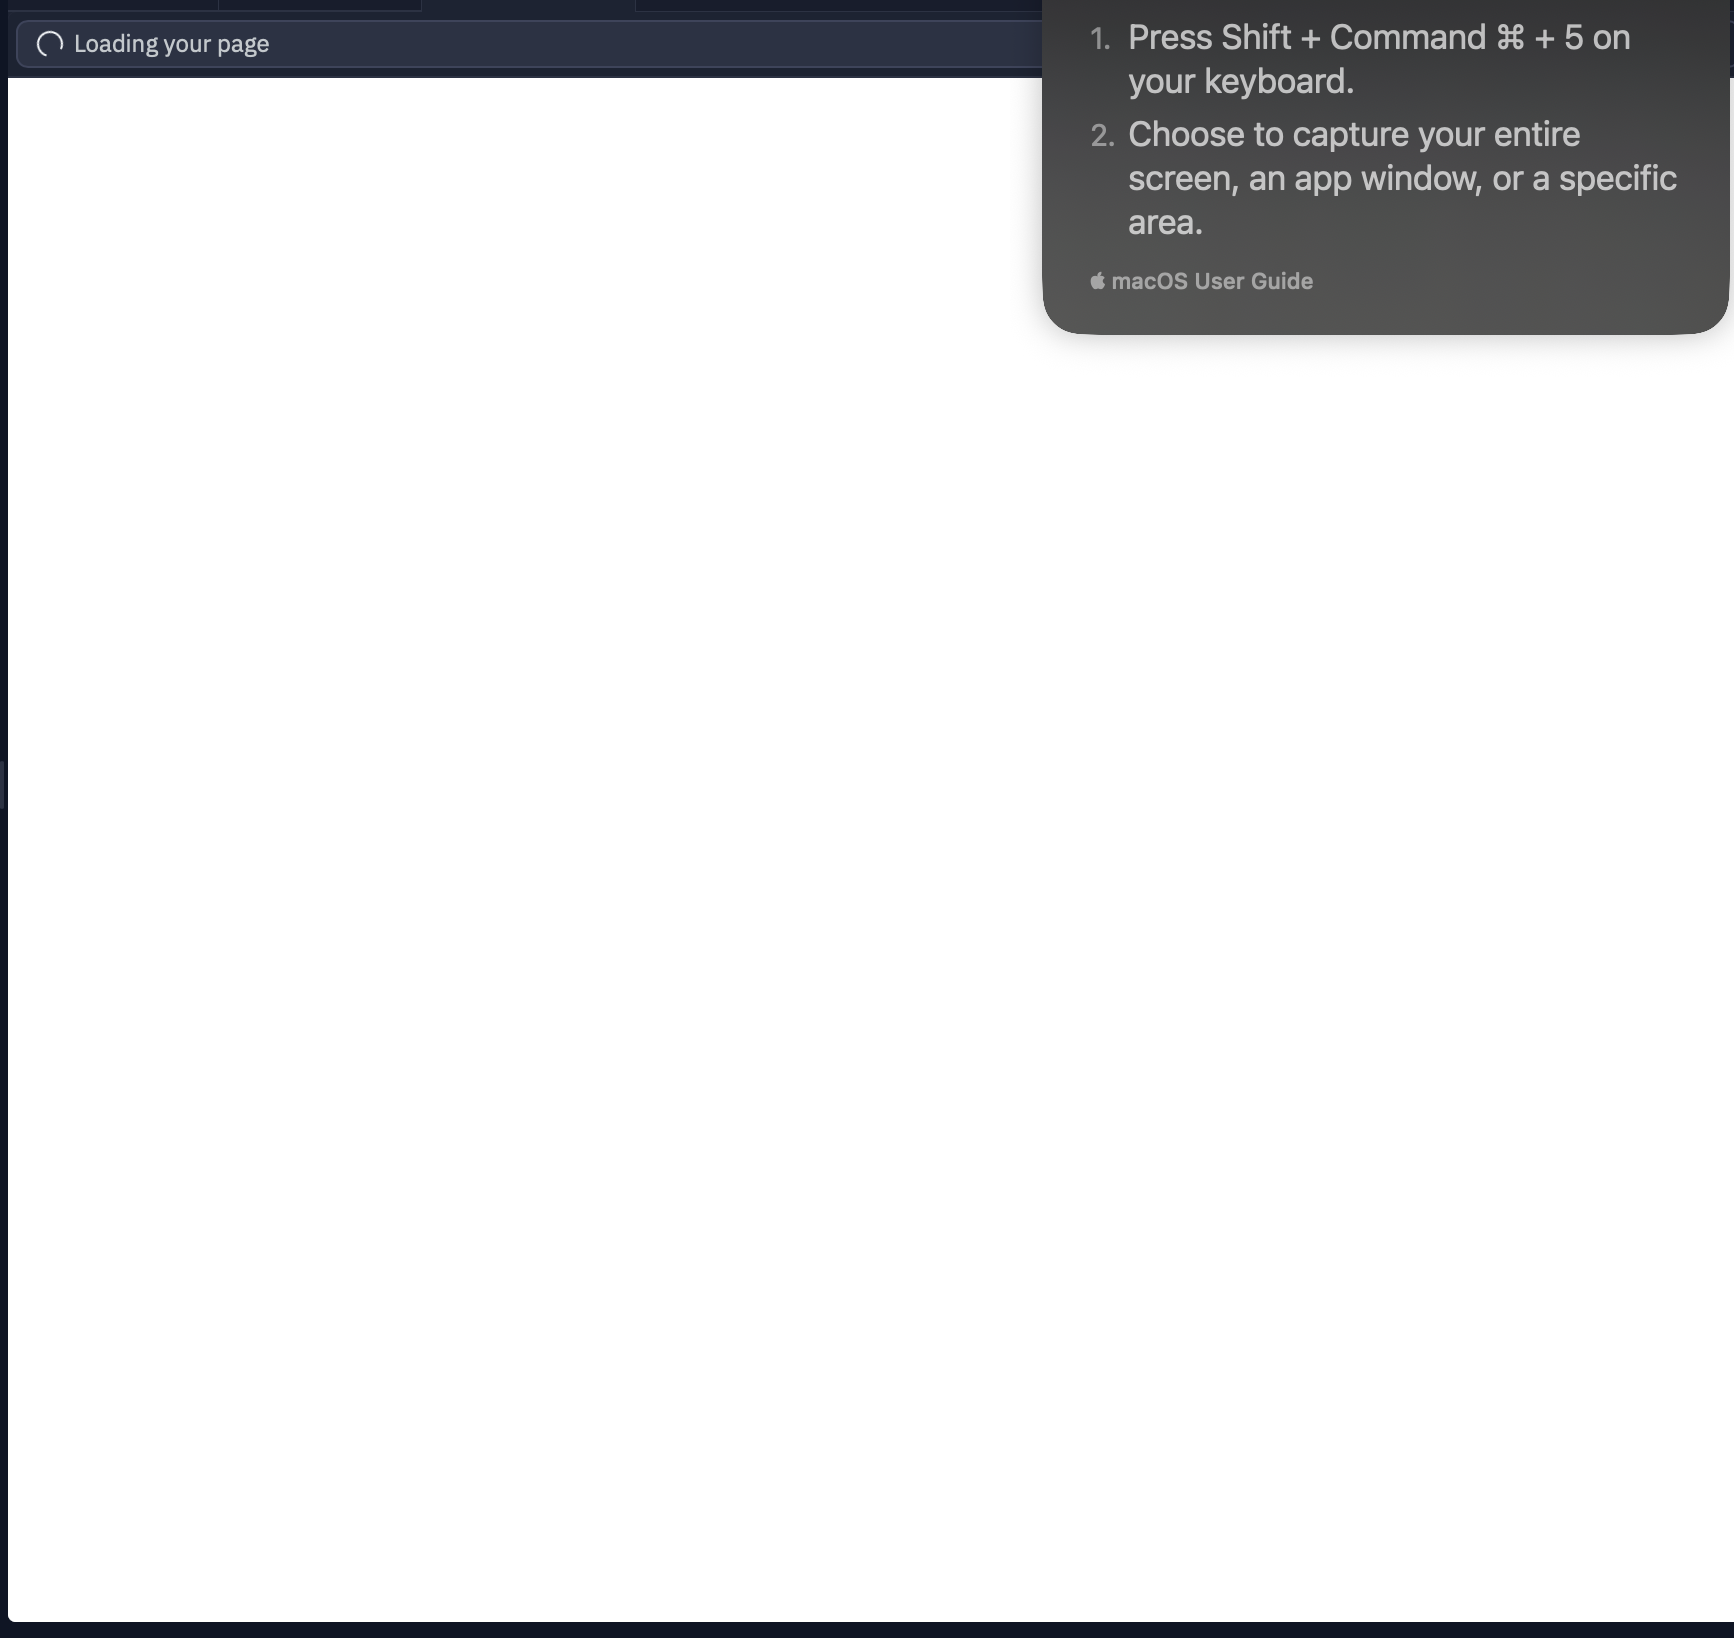 Loading your page
1. Press Shift + Command ⌘ + 5 on
your keyboard.
2. Choose to capture your entire
screen, an app window, or a specific
area.
macOS User Guide